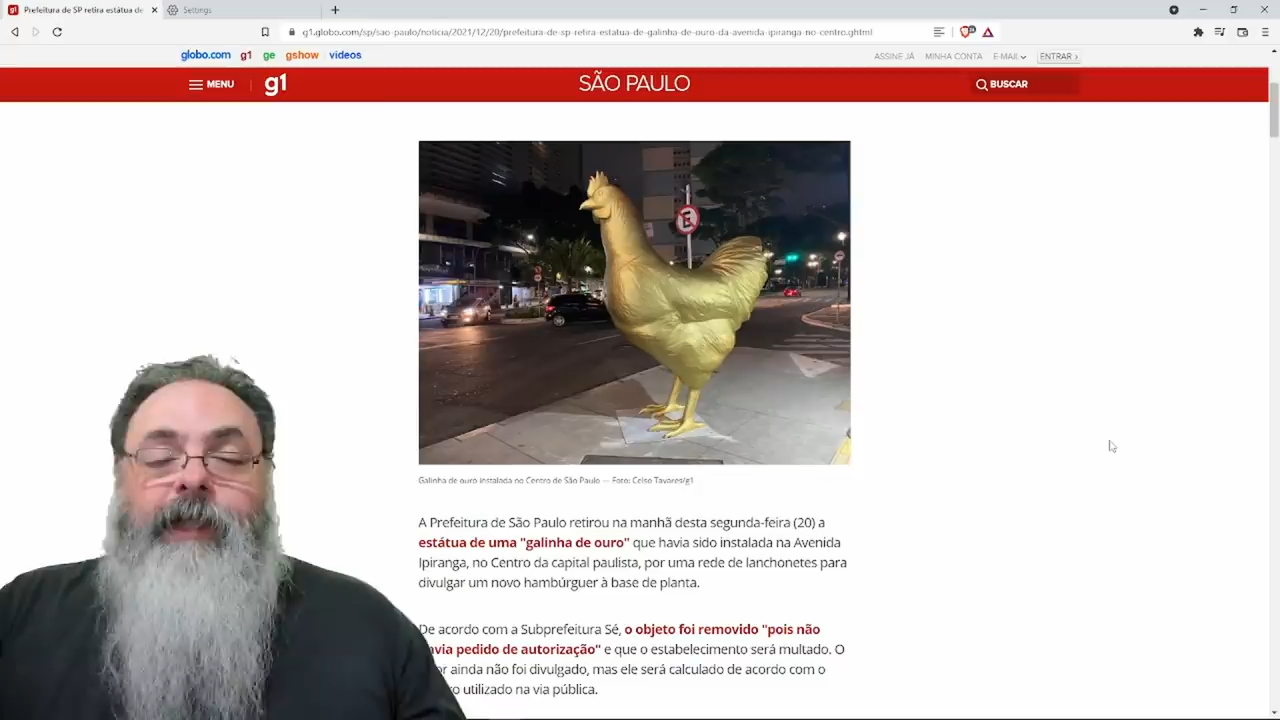 Prefeitura de SP retira estátua de
Settings
g1.globo.com/sp/sao-paulo/noticia/2021/12/20/prefeitura-de-sp-retira-estatua-de-galinha-de-ouro-da-avenida-ipiranga-no-centro.ghtml
globo.com g1 ge gshow vídeos
ASSINE JÁ MINHA CONTA E-MAIL ENTRAR ›
MENU g1 SÃO PAULO BUSCAR
Galinha de ouro instalada no Centro de São Paulo — Foto: Celso Tavares/g1
A Prefeitura de São Paulo retirou na manhã desta segunda-feira (20) a
estátua de uma "galinha de ouro" que havia sido instalada na Avenida
Ipiranga, no Centro da capital paulista, por uma rede de lanchonetes para
divulgar um novo hambúrguer à base de planta.
De acordo com a Subprefeitura Sé, o objeto foi removido "pois não
pedido de autorização" e que o estabelecimento será multado. O
ainda não foi divulgado, mas ele será calculado de acordo com o
utilizado na via pública.